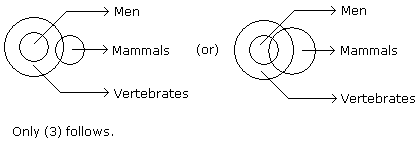 Men
Mammals
Vertebrates
(or)
Men
Mammals
Vertebrates
Only (3) follows.